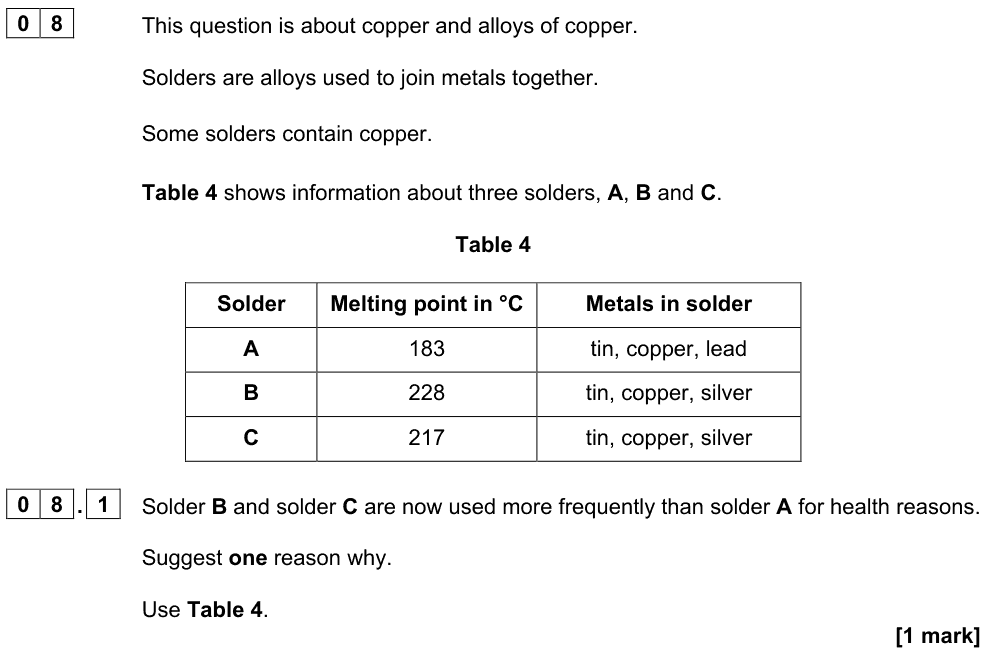 0 8 This question is about copper and alloys of copper.
Solders are alloys used to join metals together.
Some solders contain copper.
Table 4 shows information about three solders, A, B and C.
Table 4
Solder Melting point in °C Metals in solder
A 183 tin, copper, lead
B 228 tin, copper, silver
C 217 tin, copper, silver
0 8 . 1 Solder B and solder C are now used more frequently than solder A for health reasons.
Suggest one reason why.
Use Table 4.
[1 mark]